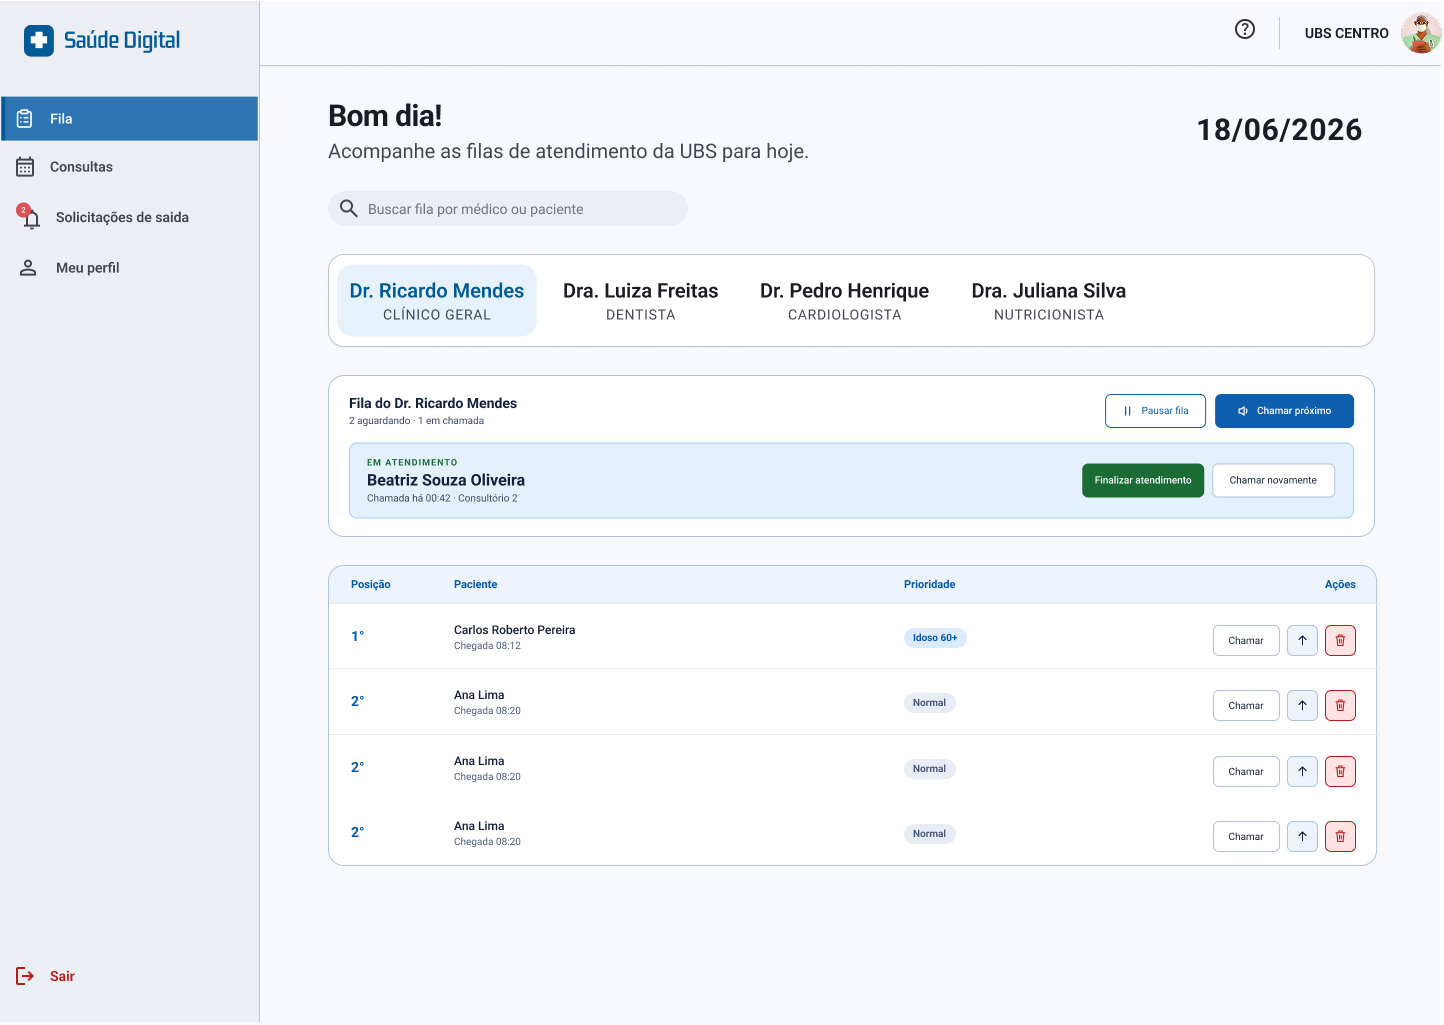 Saúde Digital
UBS CENTRO
Fila
Consultas
2
Solicitações de saida
Meu perfil
Sair
Bom dia!
18/06/2026
Acompanhe as filas de atendimento da UBS para hoje.
Buscar fila por médico ou paciente
Dr. Ricardo Mendes
CLÍNICO GERAL
Dra. Luiza Freitas
DENTISTA
Dr. Pedro Henrique
CARDIOLOGISTA
Dra. Juliana Silva
NUTRICIONISTA
Fila do Dr. Ricardo Mendes
2 aguardando · 1 em chamada
Pausar fila
Chamar próximo
EM ATENDIMENTO
Beatriz Souza Oliveira
Chamada há 00:42 · Consultório 2
Finalizar atendimento
Chamar novamente
Posição Paciente Prioridade Ações
1°
Carlos Roberto Pereira
Chegada 08:12
Idoso 60+
Chamar
2°
Ana Lima
Chegada 08:20
Normal
Chamar
2°
Ana Lima
Chegada 08:20
Normal
Chamar
2°
Ana Lima
Chegada 08:20
Normal
Chamar